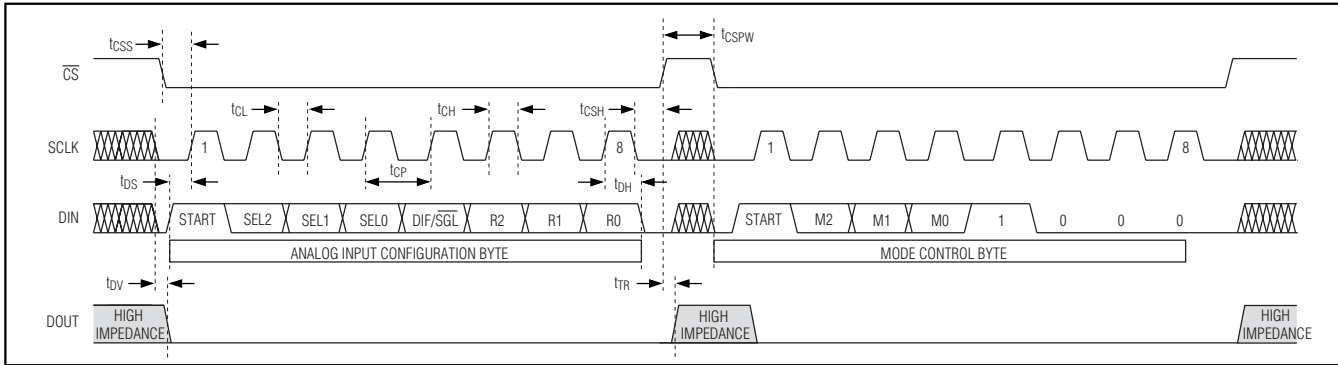 tCSS
tCSPW
CS
tCL
tCH
tCSH
SCLK
1
8
1
8
tDS
tCP
tDH
DIN
START SEL2 SEL1 SEL0 DIF/SGL R2 R1 R0
START M2 M1 M0 1 0 0 0
ANALOG INPUT CONFIGURATION BYTE
MODE CONTROL BYTE
tDV
tTR
DOUT
HIGH
IMPEDANCE
HIGH
IMPEDANCE
HIGH
IMPEDANCE